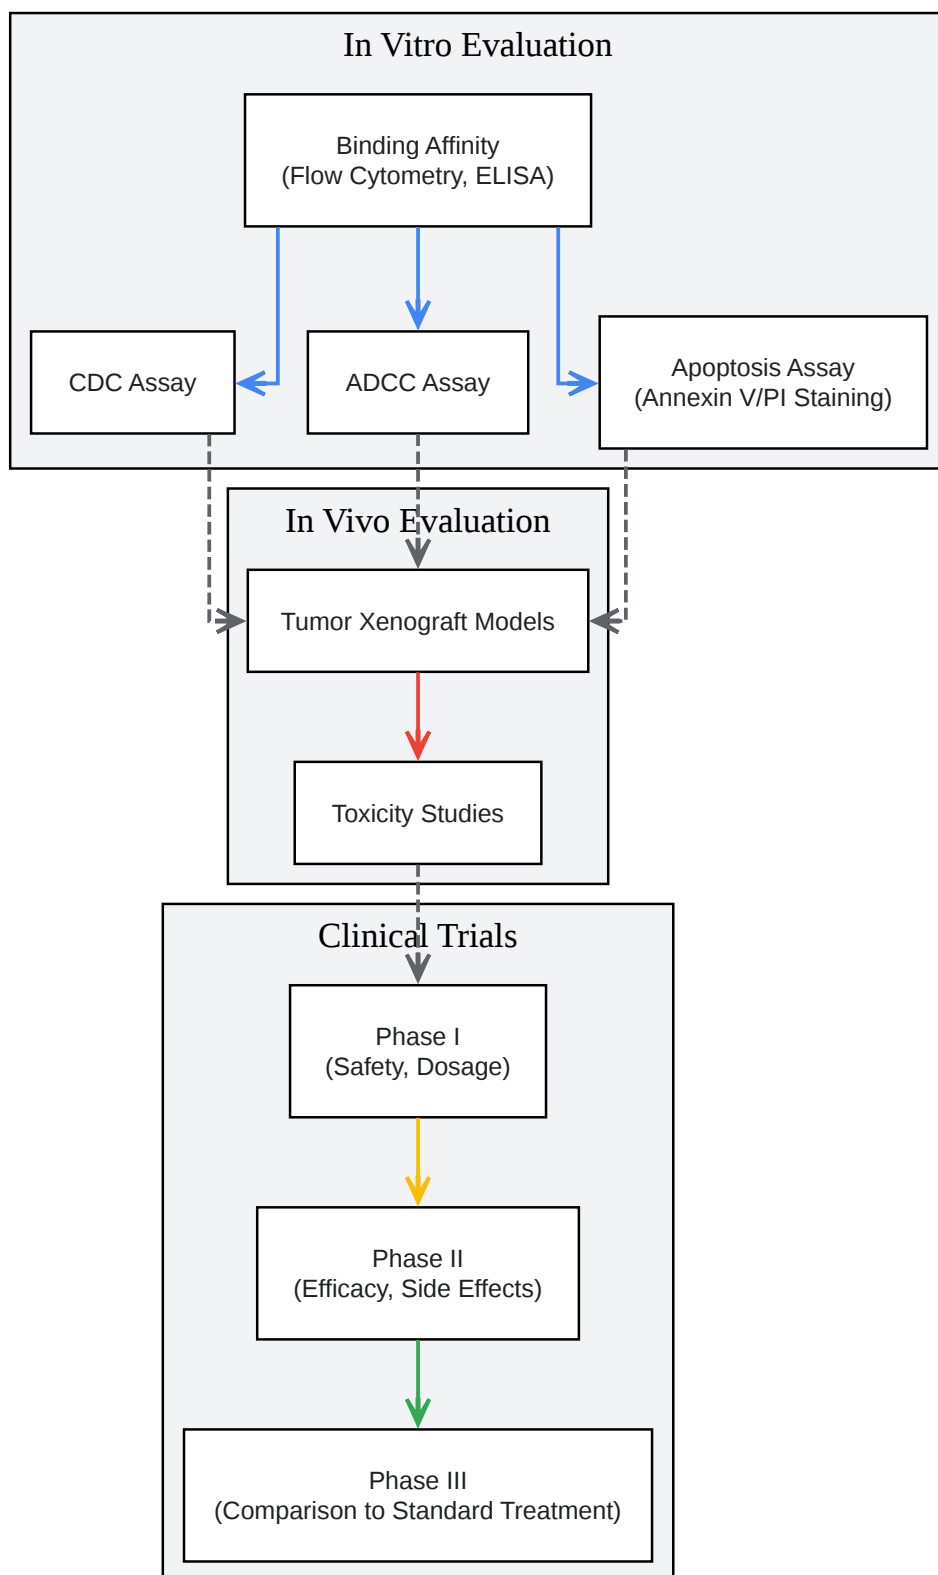 In Vitro Evaluation
Binding Affinity
(Flow Cytometry, ELISA)
CDC Assay
ADCC Assay
Apoptosis Assay
(Annexin V/PI Staining)
In Vivo Evaluation
Tumor Xenograft Models
Toxicity Studies
Clinical Trials
Phase I
(Safety, Dosage)
Phase II
(Efficacy, Side Effects)
Phase III
(Comparison to Standard Treatment)